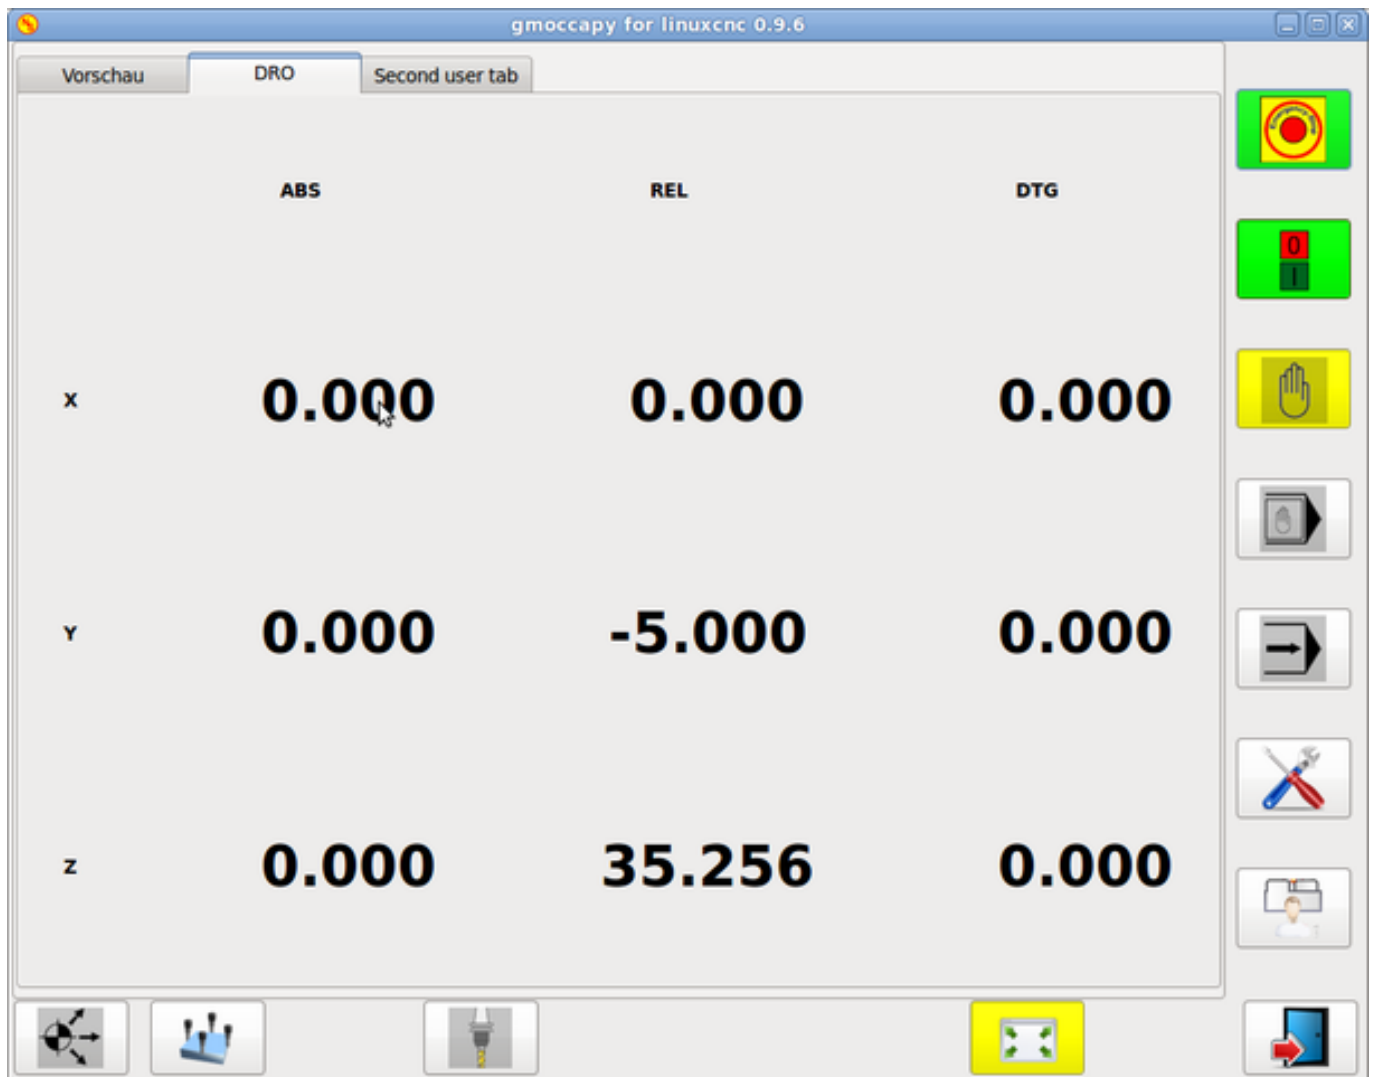 gmoccapy for linuxcnc 0.9.6
Vorschau DRO Second user tab
ABS REL DTG
X 0.000 0.000 0.000
Y 0.000 -5.000 0.000
Z 0.000 35.256 0.000
0
I